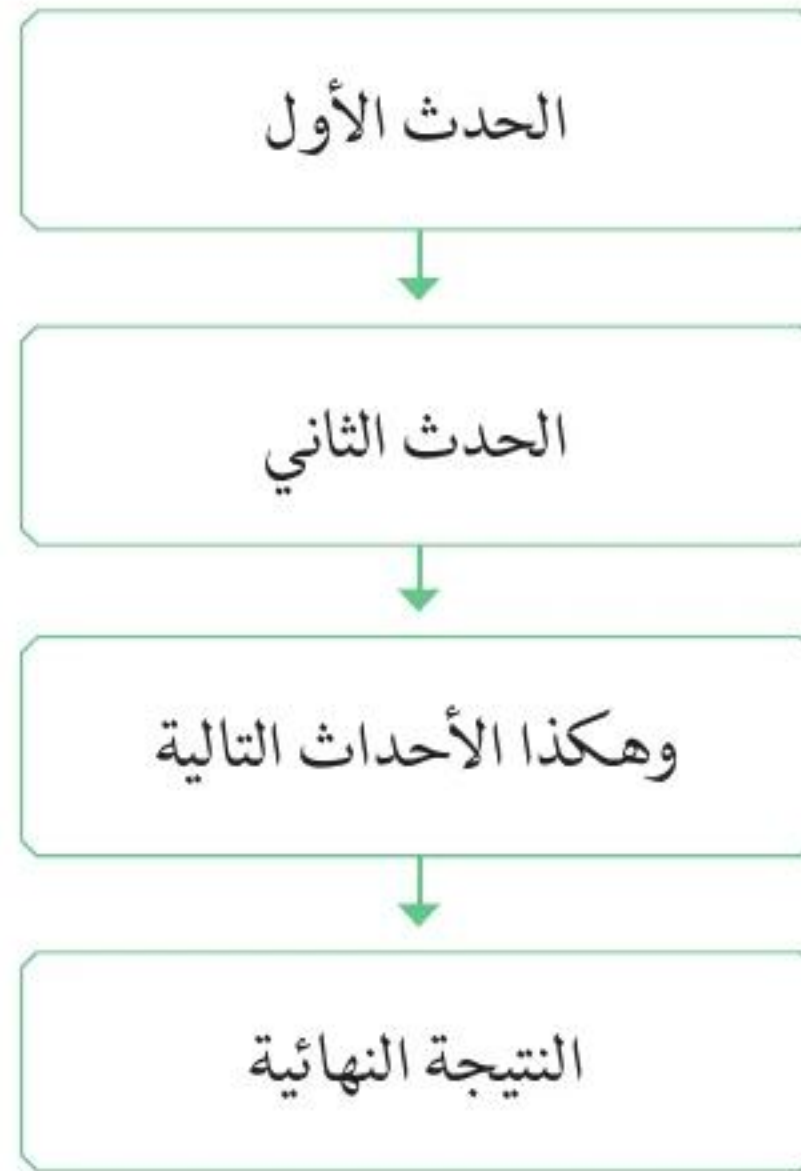 الحدث الأول
الحدث الثاني
وهكذا الأحداث التالية
النتيجة النهائية